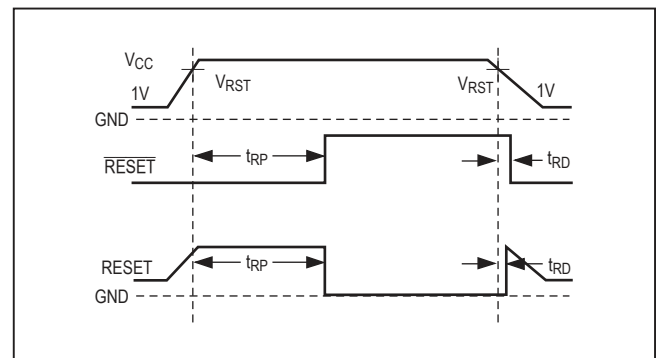 VCC
VRST
VRST
1V
1V
GND
tRP
tRD
RESET
RESET
tRP
tRD
GND